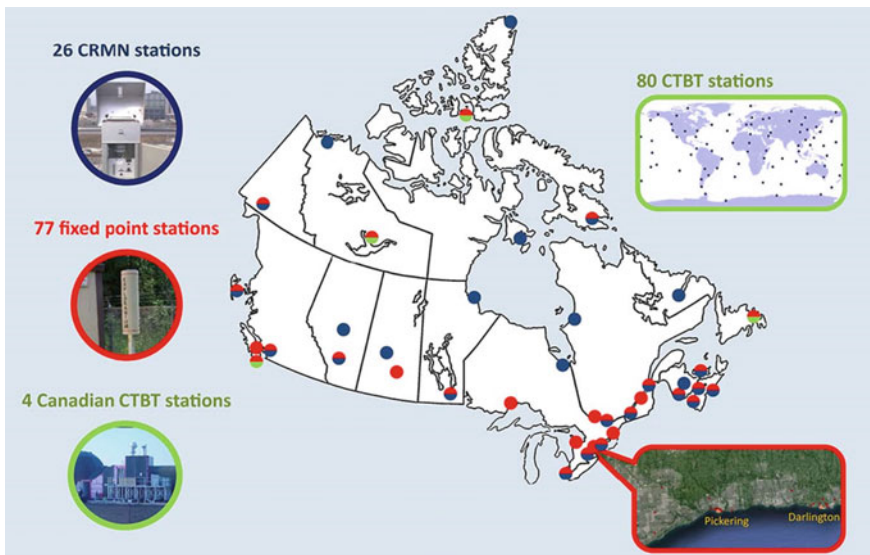 26 CRMN stations
80 CTBT stations
77 fixed point stations
4 Canadian CTBT stations
Pickering
Darlington